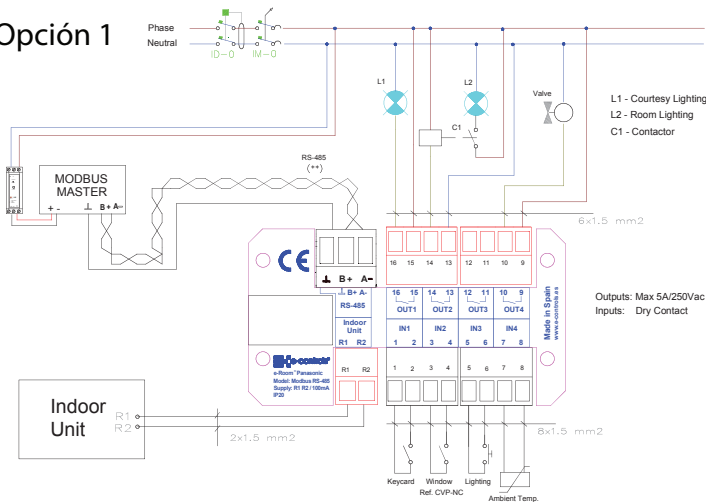 Opción 1
Phase
Neutral
ID-0
IM-0
L1
L2
Valve
C1
L1 - Courtesy Lighting
L2 - Room Lighting
C1 - Contactor
RS-485
(**)
MODBUS
MASTER
+ - ⊥ B+ A-
6x1.5 mm2
CE
⊥ B+ A-
16 15 14 13 12 11 10 9
⊥ B+ A-
RS-485
Indoor
Unit
R1 R2
16 15 14 13 12 11 10 9
OUT1 OUT2 OUT3 OUT4
IN1 IN2 IN3 IN4
1 2 3 4 5 6 7 8
Made in Spain
www.e-controls.es
Outputs: Max 5A/250Vac
Inputs: Dry Contact
e-controls
e-Room® Panasonic
Model: Modbus RS-485
Supply: R1 R2 / 100mA
IP20
R1 R2
1 2 3 4 5 6 7 8
Indoor
Unit
R1
R2
2x1.5 mm2
8x1.5 mm2
Keycard Window Lighting
Ref. CVP-NC
Ambient Temp.